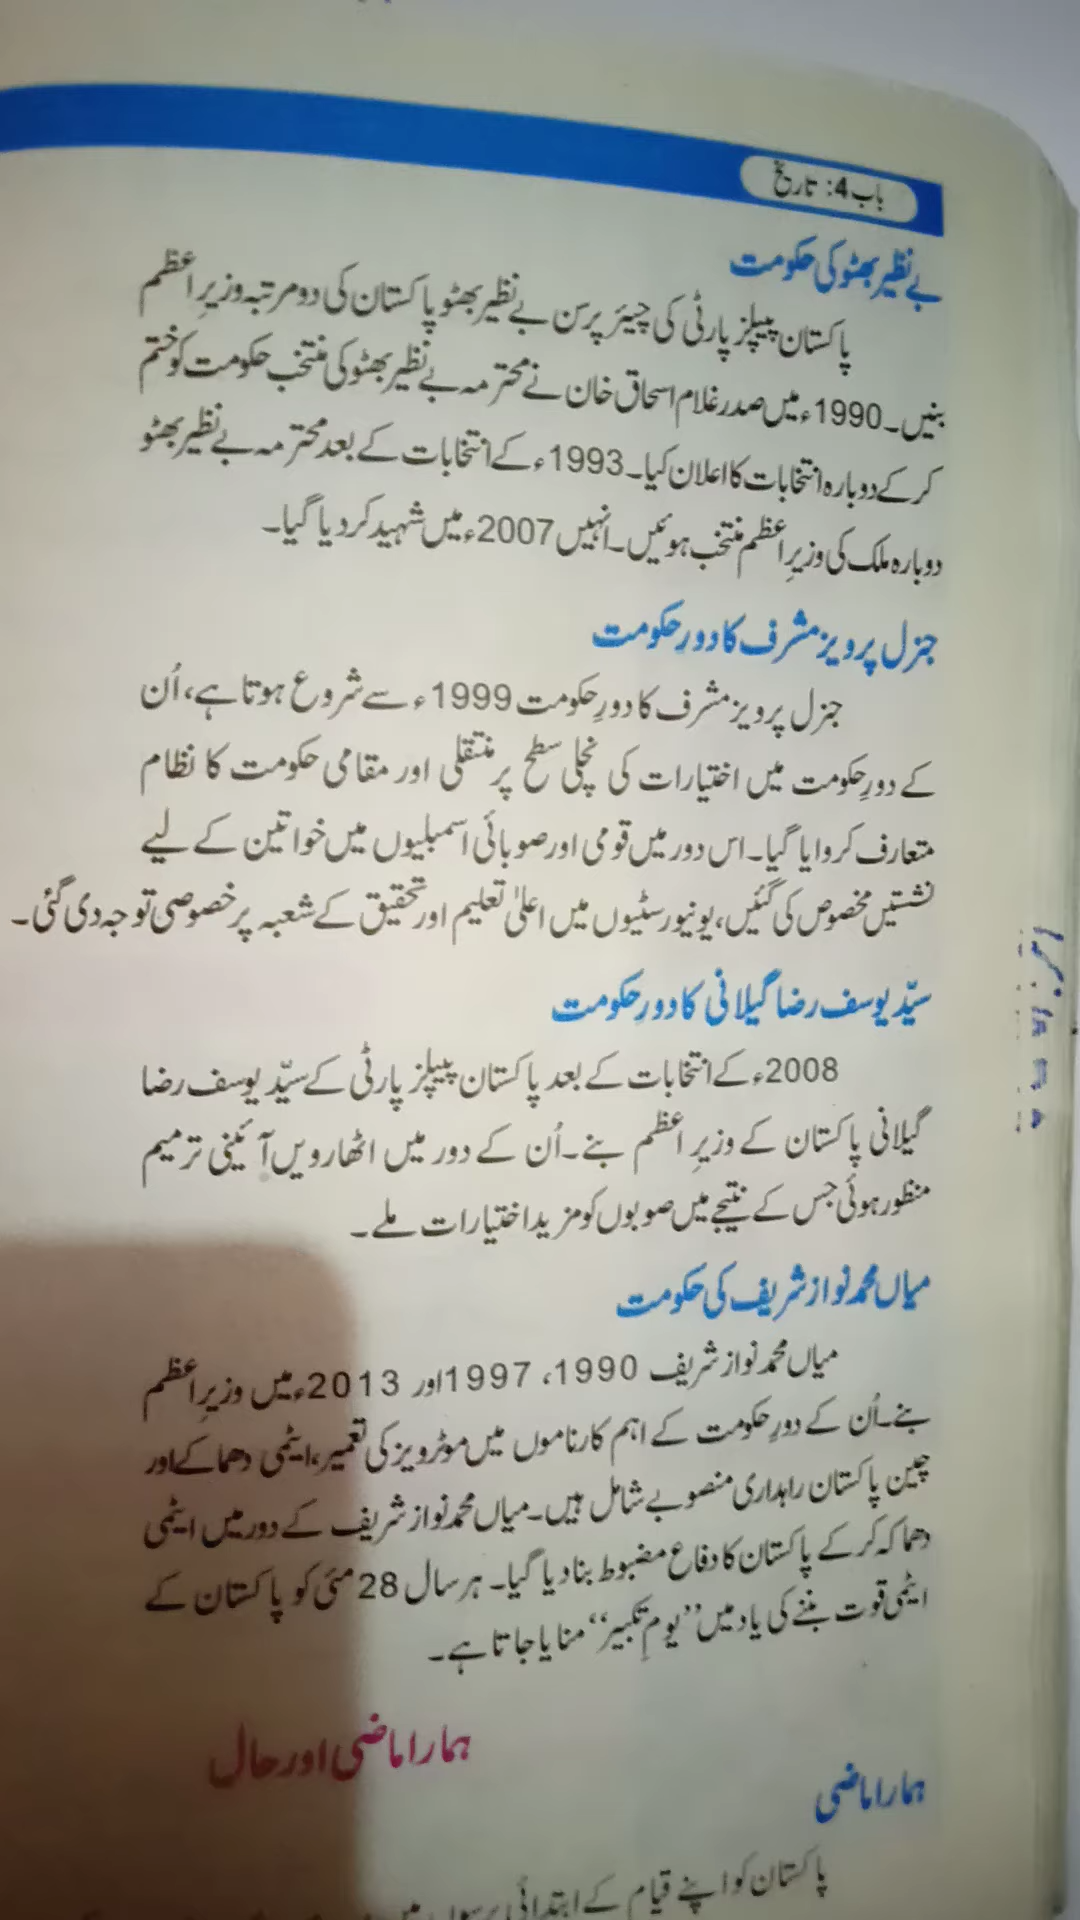 باب 4: تاریخ
بے نظیر بھٹو کی حکومت
پاکستان پیپلز پارٹی کی چیئر پرسن بے نظیر بھٹو پاکستان کی دو مرتبہ وزیرِ اعظم
بنیں۔ 1990ء میں صدر غلام اسحاق خان نے محترمہ بے نظیر بھٹو کی منتخب حکومت کو ختم
کر کے دوبارہ انتخابات کا اعلان کیا۔ 1993ء کے انتخابات کے بعد محترمہ بے نظیر بھٹو
دوبارہ ملک کی وزیرِ اعظم منتخب ہوئیں۔ انہیں 2007ء میں شہید کر دیا گیا۔
جنرل پرویز مشرف کا دورِ حکومت
جنرل پرویز مشرف کا دورِ حکومت 1999ء سے شروع ہوتا ہے، اُن
کے دورِ حکومت میں اختیارات کی نچلی سطح پر منتقلی اور مقامی حکومت کا نظام
متعارف کروایا گیا۔ اس دور میں قومی اور صوبائی اسمبلیوں میں خواتین کے لیے
نشستیں مخصوص کی گئیں، یونیورسٹیوں میں اعلیٰ تعلیم اور تحقیق کے شعبہ پر خصوصی توجہ دی گئی۔
سیّد یوسف رضا گیلانی کا دورِ حکومت
2008ء کے انتخابات کے بعد پاکستان پیپلز پارٹی کے سیّد یوسف رضا
گیلانی پاکستان کے وزیرِ اعظم بنے۔ اُن کے دور میں اٹھارویں آئینی ترمیم
منظور ہوئی جس کے نتیجے میں صوبوں کو مزید اختیارات ملے۔
میاں محمد نواز شریف کی حکومت
میاں محمد نواز شریف 1990، 1997 اور 2013ء میں وزیرِ اعظم
بنے۔ اُن کے دورِ حکومت کے اہم کارناموں میں موٹرویز کی تعمیر، ایٹمی دھماکے اور
چین پاکستان راہداری منصوبے شامل ہیں۔ میاں محمد نواز شریف کے دور میں ایٹمی
دھماکہ کر کے پاکستان کا دفاع مضبوط بنا دیا گیا۔ ہر سال 28 مئی کو پاکستان کے
ایٹمی قوت بننے کی یاد میں ’’یومِ تکبیر‘‘ منایا جاتا ہے۔
ہمارا ماضی اور حال
ہمارا ماضی
پاکستان کو اپنے قیام کے ابتدائی برسوں میں